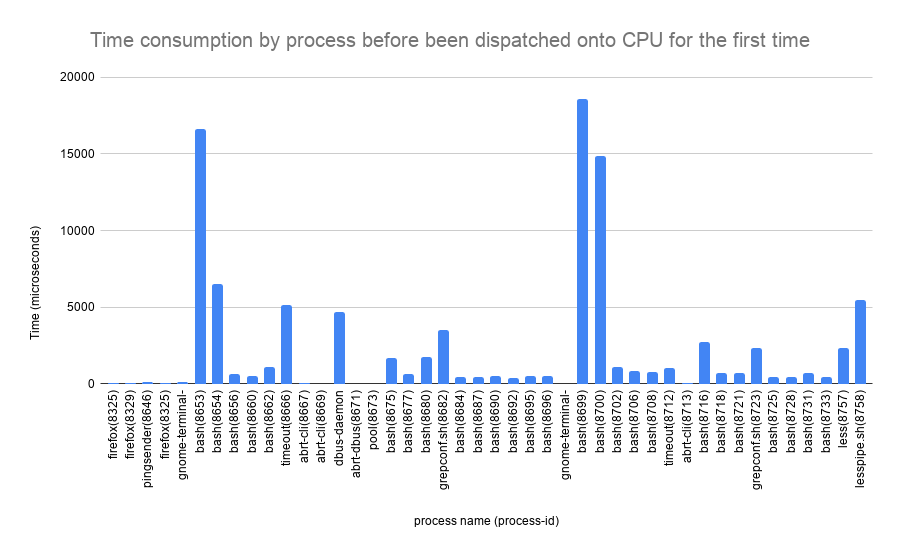 Time consumption by process before been dispatched onto CPU for the first time
20000
15000
10000
5000
0
Time (microseconds)
firefox(8325)
firefox(8329)
pingsender(8646)
firefox(8325)
gnome-terminal-
bash(8653)
bash(8654)
bash(8656)
bash(8660)
bash(8662)
timeout(8666)
abrt-cli(8667)
abrt-cli(8669)
dbus-daemon
abrt-dbus(8671)
pool(8673)
bash(8675)
bash(8677)
bash(8680)
grepconf.sh(8682)
bash(8684)
bash(8687)
bash(8690)
bash(8692)
bash(8695)
bash(8696)
gnome-terminal-
bash(8699)
bash(8700)
bash(8702)
bash(8706)
bash(8708)
timeout(8712)
abrt-cli(8713)
bash(8716)
bash(8718)
bash(8721)
grepconf.sh(8723)
bash(8725)
bash(8728)
bash(8731)
bash(8733)
less(8757)
lesspipe.sh(8758)
process name (process-id)